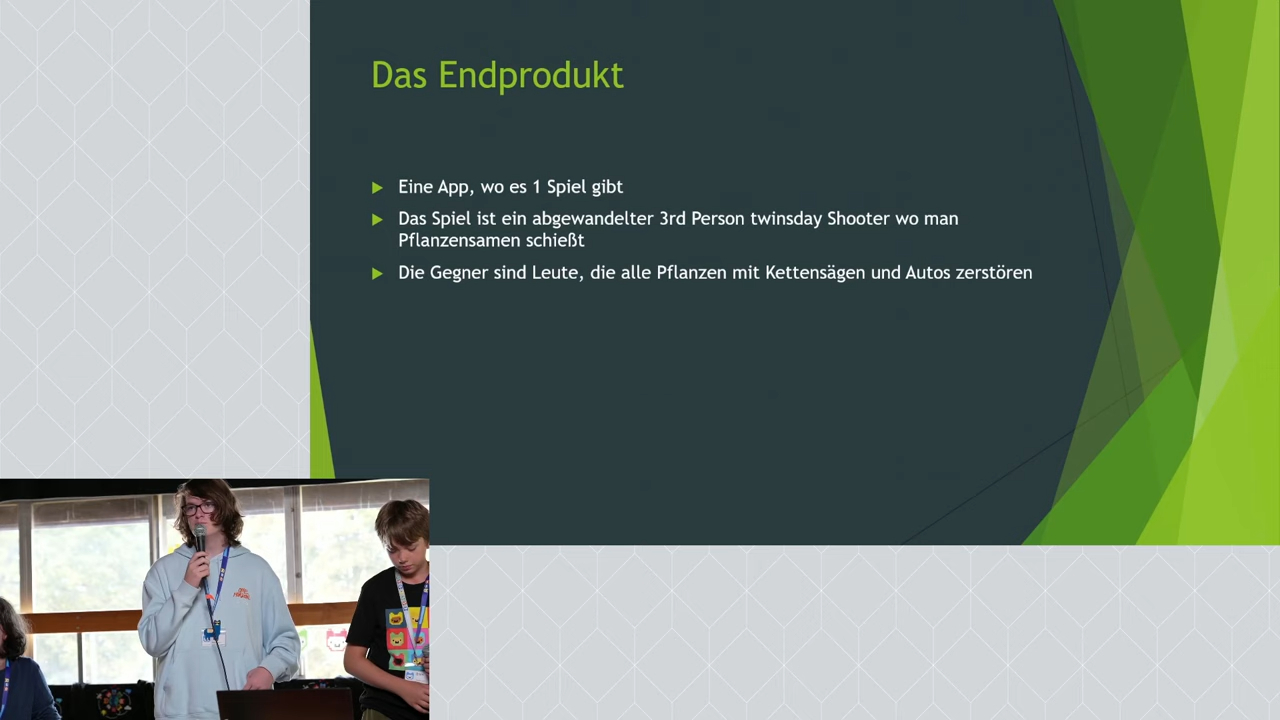 Das Endprodukt
Eine App, wo es 1 Spiel gibt
Das Spiel ist ein abgewandelter 3rd Person twinsday Shooter wo man
Pflanzensamen schießt
Die Gegner sind Leute, die alle Pflanzen mit Kettensägen und Autos zerstören